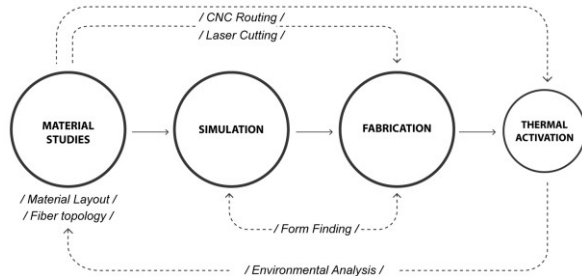 / CNC Routing /
/ Laser Cutting /
MATERIAL
STUDIES
SIMULATION
FABRICATION
THERMAL
ACTIVATION
/ Material Layout /
/ Fiber topology /
/ Form Finding /
/ Environmental Analysis /